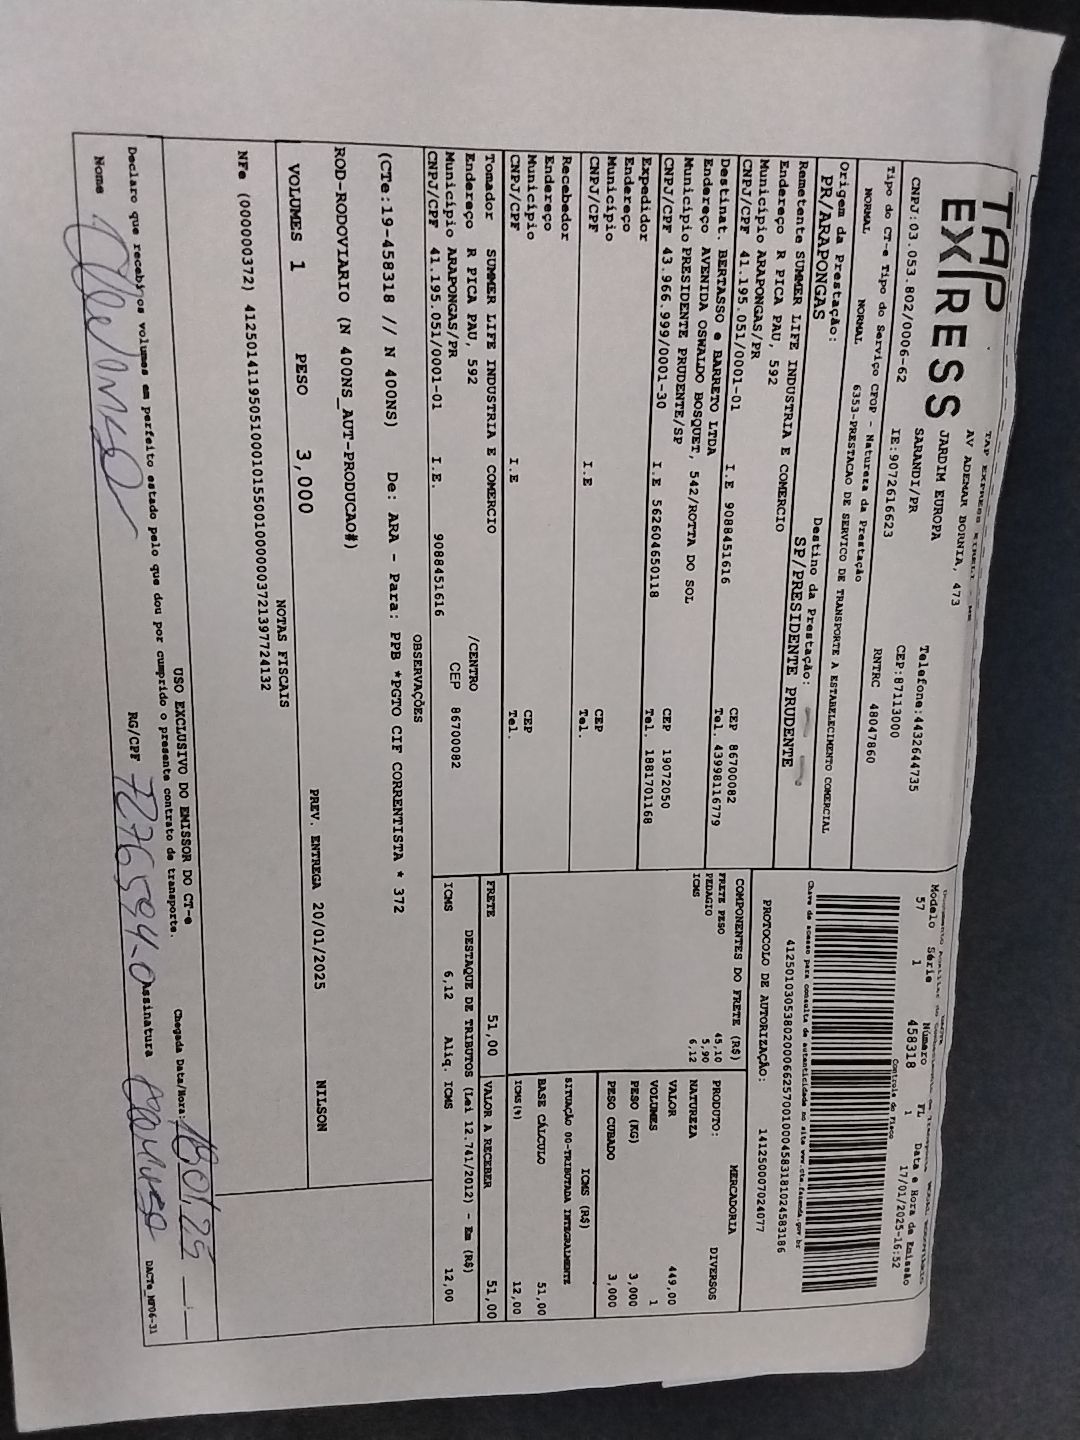 TAP EXPRESS
TAP EXPRESS EIRELI - ME
AV ADEMAR BORNIA, 473
JARDIM EUROPA
SARANDI/PR
Telefone:4432644735
CEP:87113000
CNPJ:03.053.802/0006-62
IE:9072616623
RNTRC 48047860
Tipo do CT-e Tipo do Serviço CFOP - Natureza da Prestação
NORMAL NORMAL 6353-PRESTACAO DE SERVICO DE TRANSPORTE A ESTABELECIMENTO COMERCIAL
Origem da Prestação:
PR/ARAPONGAS
Destino da Prestação:
SP/PRESIDENTE PRUDENTE
Modelo Série Número FL Data e Hora de Emissão
57 1 458318 1 17/01/2025-16:52
Controle do Fisco
Chave de acesso para consulta de autenticidade no site www.cte.fazenda.gov.br
41250103053802000662570010004583181024583186
PROTOCOLO DE AUTORIZAÇÃO: 141250007024077
Remetente SUMMER LIFE INDUSTRIA E COMERCIO
Endereço R PICA PAU, 592
Município ARAPONGAS/PR CEP 86700082
CNPJ/CPF 41.195.051/0001-01 I.E 9088451616 Tel. 43998116779
Destinat. BERTASSO e BARRETO LTDA
Endereço AVENIDA OSWALDO BOSQUET, 542/ROTTA DO SOL
Município PRESIDENTE PRUDENTE/SP CEP 19072050
CNPJ/CPF 43.966.999/0001-30 I.E 562604650118 Tel. 1881701168
Expedidor
Endereço
Município CEP
CNPJ/CPF I.E Tel.
Recebedor
Endereço
Município CEP
CNPJ/CPF I.E Tel.
Tomador SUMMER LIFE INDUSTRIA E COMERCIO
Endereço R PICA PAU, 592 /CENTRO
Município ARAPONGAS/PR CEP 86700082
CNPJ/CPF 41.195.051/0001-01 I.E. 9088451616
COMPONENTES DO FRETE (R$)
FRETE PESO 45,10
PEDAGIO 5,90
ICMS 6,12
MERCADORIA
PRODUTO: DIVERSOS
NATUREZA
VALOR 449,00
VOLUMES 1
PESO (KG) 3,000
PESO CUBADO 3,000
ICMS (R$)
SITUAÇÃO 00-TRIBUTADA INTEGRALMENTE
BASE CÁLCULO 51,00
ICMS(%) 12,00
FRETE 51,00 VALOR A RECEBER 51,00
DESTAQUE DE TRIBUTOS (Lei 12.741/2012) - Em (R$)
ICMS 6,12 Aliq. ICMS 12,00
OBSERVAÇÕES
(CTe:19-458318 // N 400NS) De: ARA - Para: PPB *PGTO CIF CORRENTISTA * 372
ROD-RODOVIARIO (N 400NS_AUT-PRODUCAO#)
NILSON
VOLUMES 1 PESO 3,000 PREV. ENTREGA 20/01/2025
NOTAS FISCAIS
NFe (00000372) 41250141195051000101550010000003721397724132
USO EXCLUSIVO DO EMISSOR DO CT-e
Declaro que recebi os volumes em perfeito estado pelo que dou por cumprido o presente contrato de transporte.
Chegada Data/Hora:
Nome RG/CPF 7276594-0 Assinatura
DACTe_MF06-31